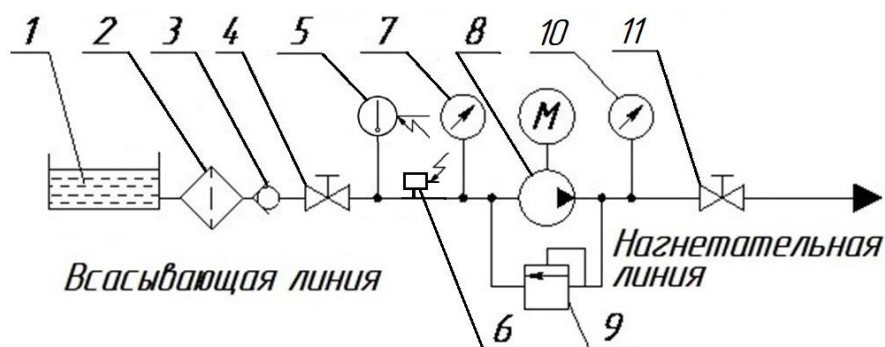 1 2 3 4 5 7 8 10 11
М
Всасывающая линия
Нагнетательная
линия
6 9